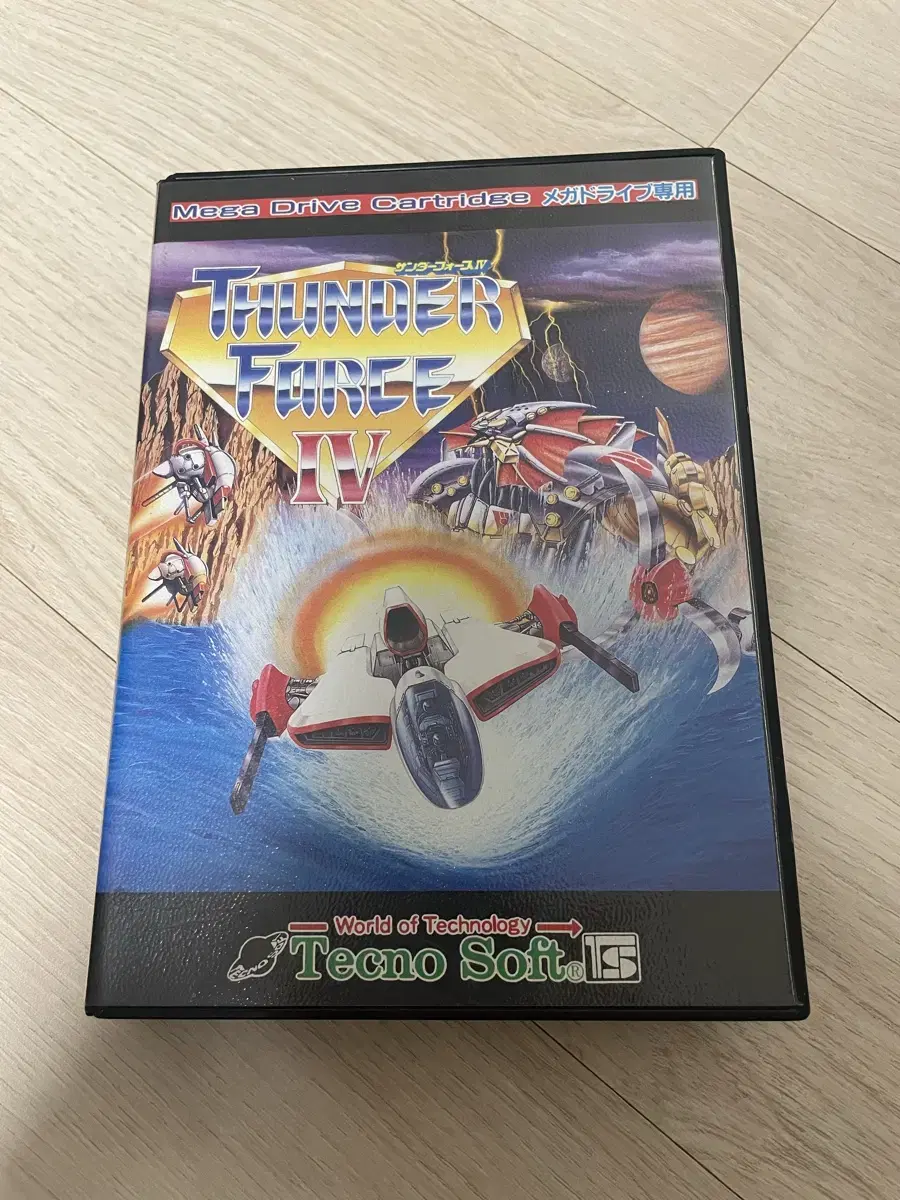 Mega Drive Cartridge メガドライブ専用
サンダーフォースIV
THUNDER
FORCE
IV
World of Technology
Tecno Soft® TS